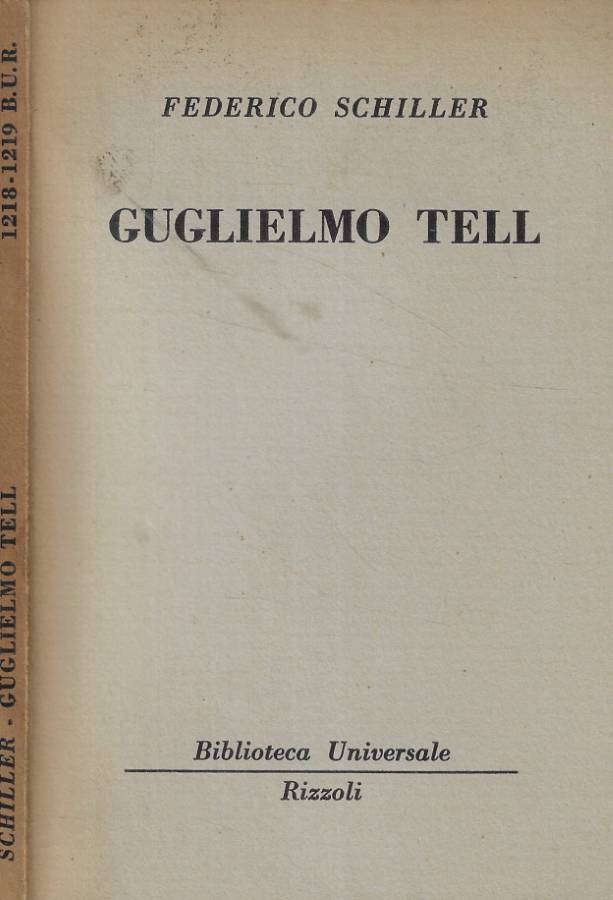 FEDERICO SCHILLER
GUGLIELMO TELL
Biblioteca Universale
Rizzoli
SCHILLER - GUGLIELMO TELL
1218-1219 B.U.R.